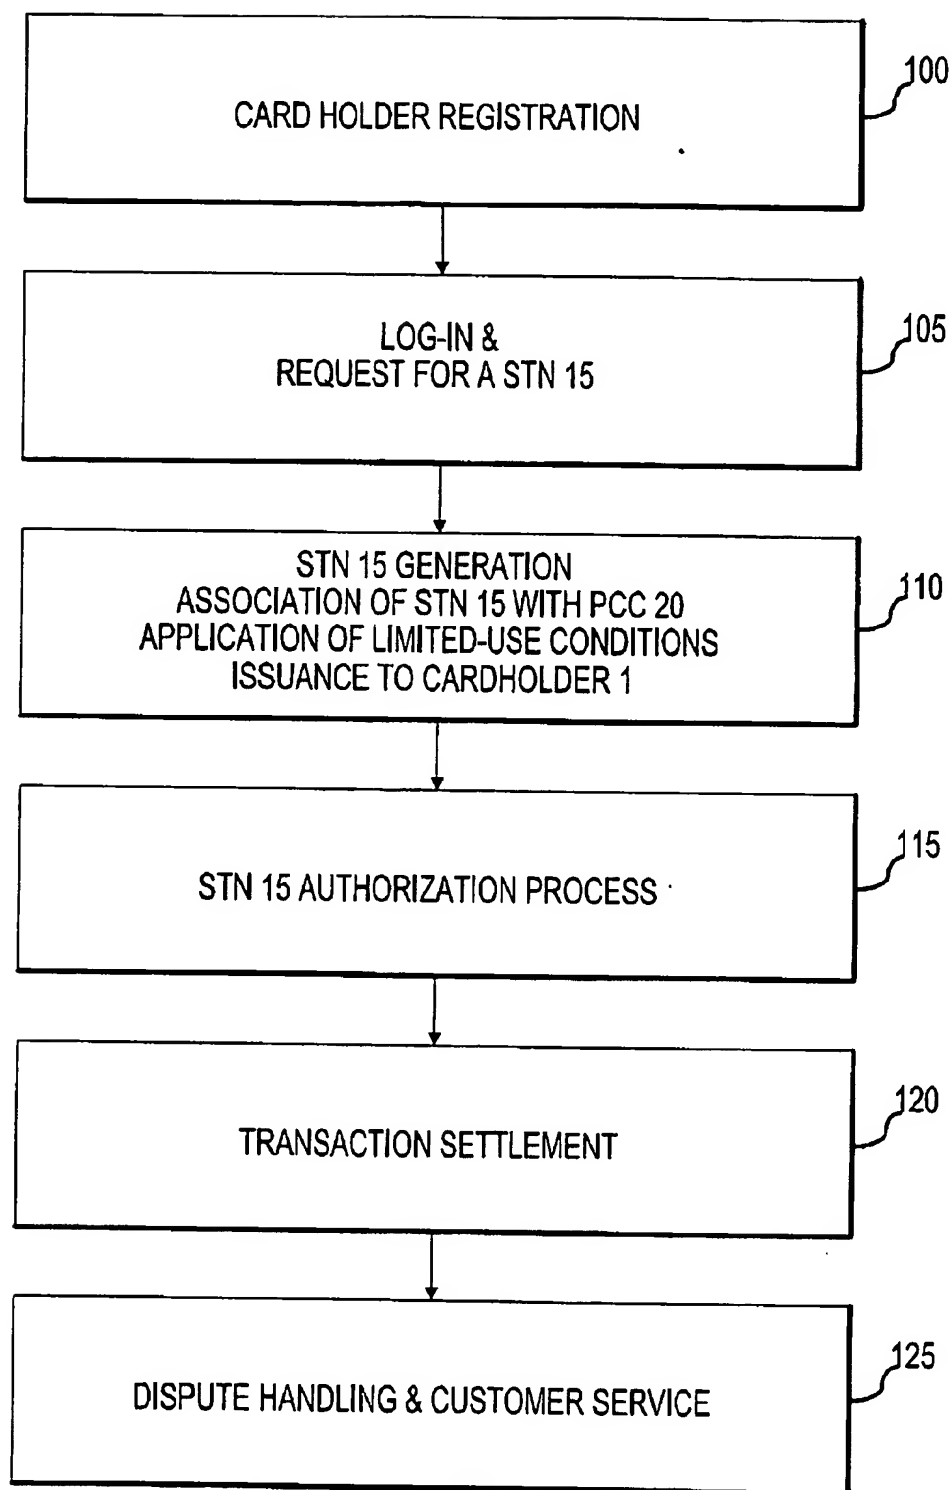 CARD HOLDER REGISTRATION
100
LOG-IN &
REQUEST FOR A STN 15
105
STN 15 GENERATION
ASSOCIATION OF STN 15 WITH PCC 20
APPLICATION OF LIMITED-USE CONDITIONS
ISSUANCE TO CARDHOLDER 1
110
STN 15 AUTHORIZATION PROCESS
115
TRANSACTION SETTLEMENT
120
DISPUTE HANDLING & CUSTOMER SERVICE
125